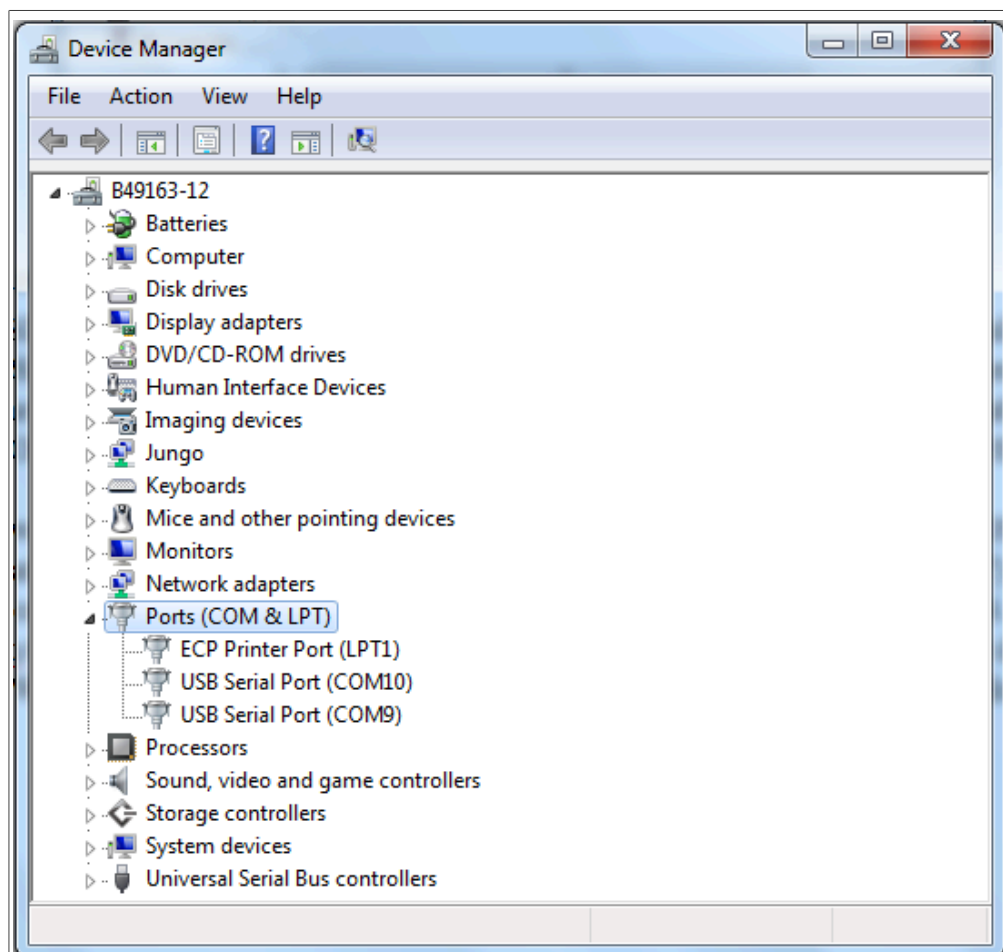 Device Manager
File Action View Help
B49163-12
Batteries
Computer
Disk drives
Display adapters
DVD/CD-ROM drives
Human Interface Devices
Imaging devices
Jungo
Keyboards
Mice and other pointing devices
Monitors
Network adapters
Ports (COM & LPT)
ECP Printer Port (LPT1)
USB Serial Port (COM10)
USB Serial Port (COM9)
Processors
Sound, video and game controllers
Storage controllers
System devices
Universal Serial Bus controllers